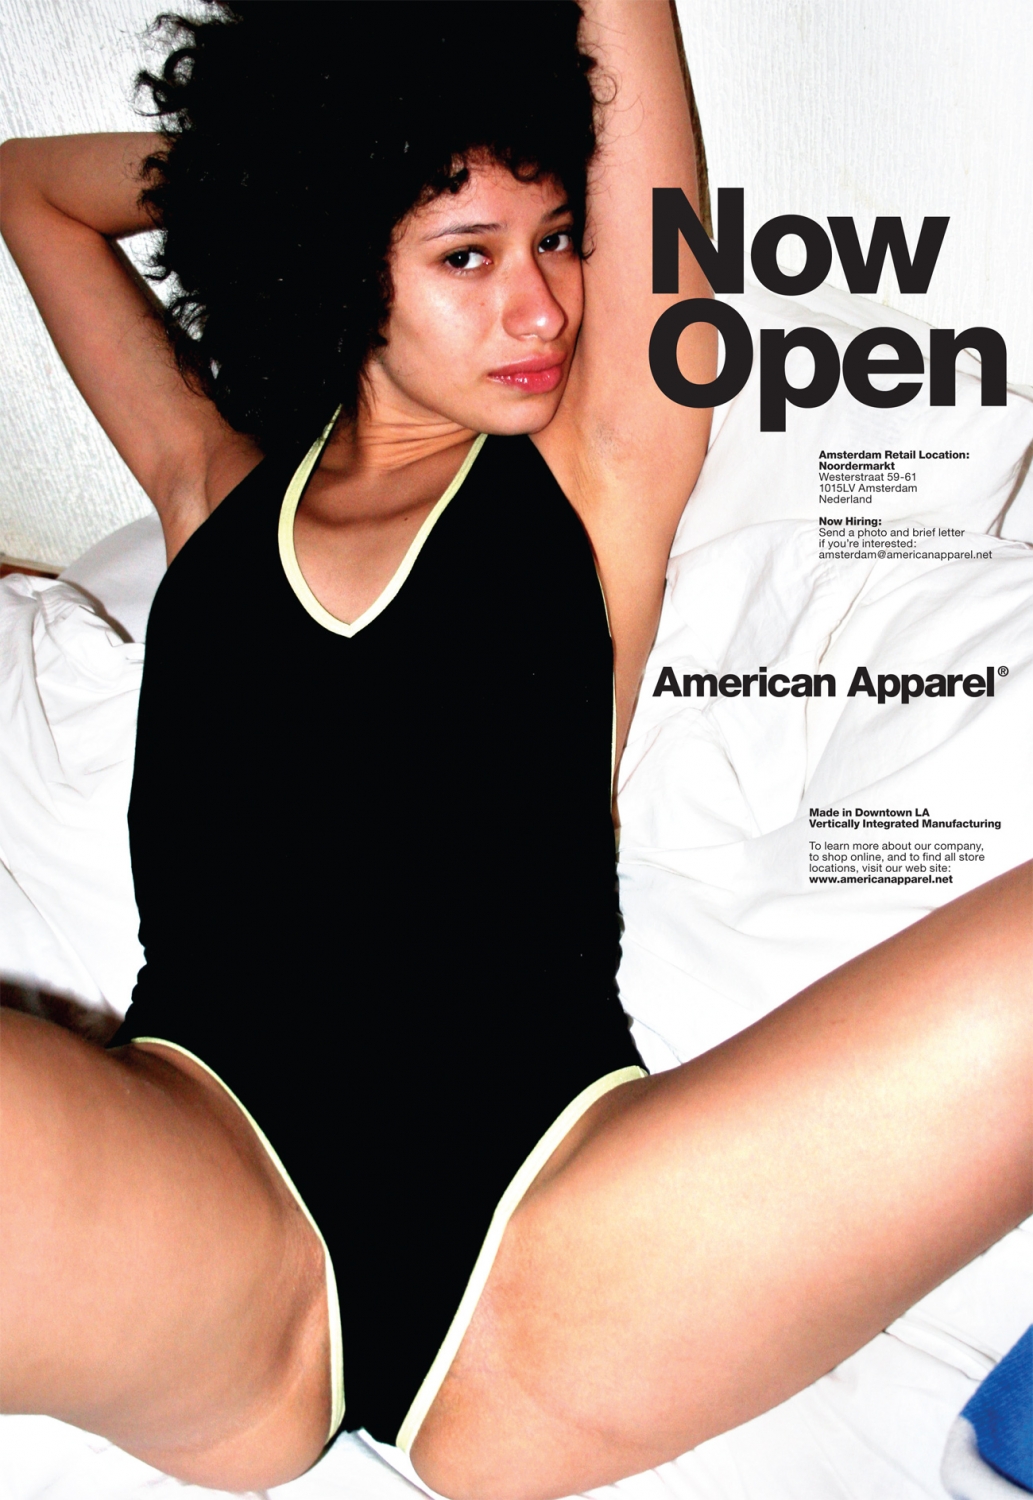 Now
Open
Amsterdam Retail Location:
Noordermarkt
Westerstraat 59-61
1015LV Amsterdam
Nederland
Now Hiring:
Send a photo and brief letter
if you're interested:
amsterdam@americanapparel.net
American Apparel®
Made in Downtown LA
Vertically Integrated Manufacturing
To learn more about our company,
to shop online, and to find all store
locations, visit our web site:
www.americanapparel.net